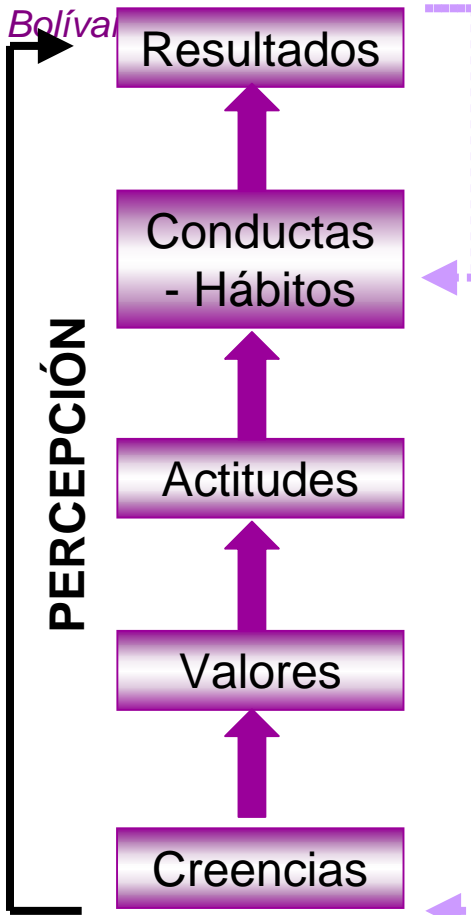 Bolívar
Resultados
Conductas
- Hábitos
PERCEPCIÓN
Actitudes
Valores
Creencias